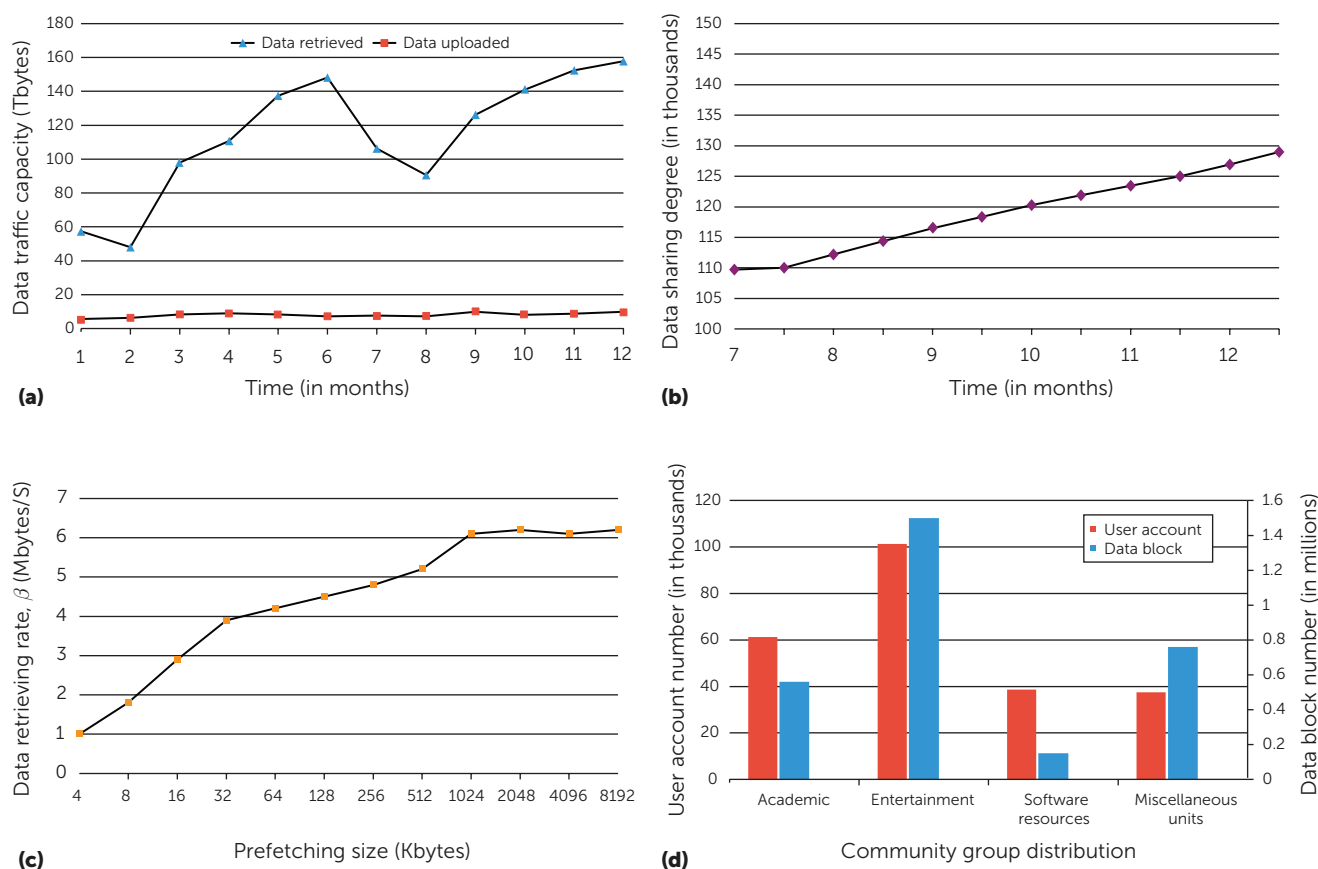 Data traffic capacity (Tbytes)
180
160
140
120
100
80
60
40
20
0
Data retrieved Data uploaded
1 2 3 4 5 6 7 8 9 10 11 12
Time (in months)
(a)
Data sharing degree (in thousands)
150
145
140
135
130
125
120
115
110
105
100
7 8 9 10 11 12
Time (in months)
(b)
Data retrieving rate, β (Mbytes/S)
7
6
5
4
3
2
1
0
4 8 16 32 64 128 256 512 1024 2048 4096 8192
Prefetching size (Kbytes)
(c)
User account number (in thousands)
120
100
80
60
40
20
0
User account
Data block
1.6
1.4
1.2
1
0.8
0.6
0.4
0.2
0
Data block number (in millions)
Academic Entertainment Software Miscellaneous
resources units
Community group distribution
(d)